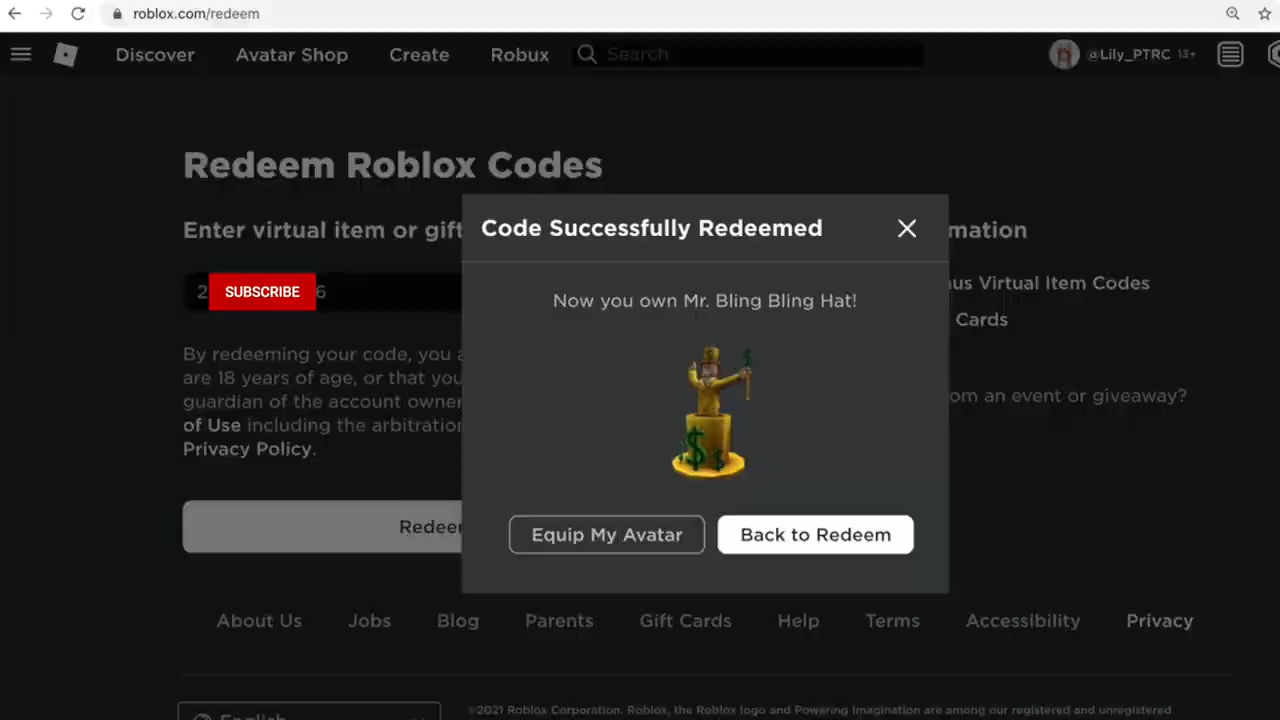 roblox.com/redeem
Discover
Avatar Shop
Create
Robux
Search
@Lily_PTRC 13+
Redeem Roblox Codes
Enter virtual item or gift
mation
2
SUBSCRIBE
6
us Virtual Item Codes
Cards
By redeeming your code, you a
are 18 years of age, or that you
guardian of the account owner
of Use including the arbitration
Privacy Policy.
om an event or giveaway?
Redeem
Code Successfully Redeemed
Now you own Mr. Bling Bling Hat!
Equip My Avatar
Back to Redeem
About Us
Jobs
Blog
Parents
Gift Cards
Help
Terms
Accessibility
Privacy
English
©2021 Roblox Corporation. Roblox, the Roblox logo and Powering Imagination are among our registered and unregistered